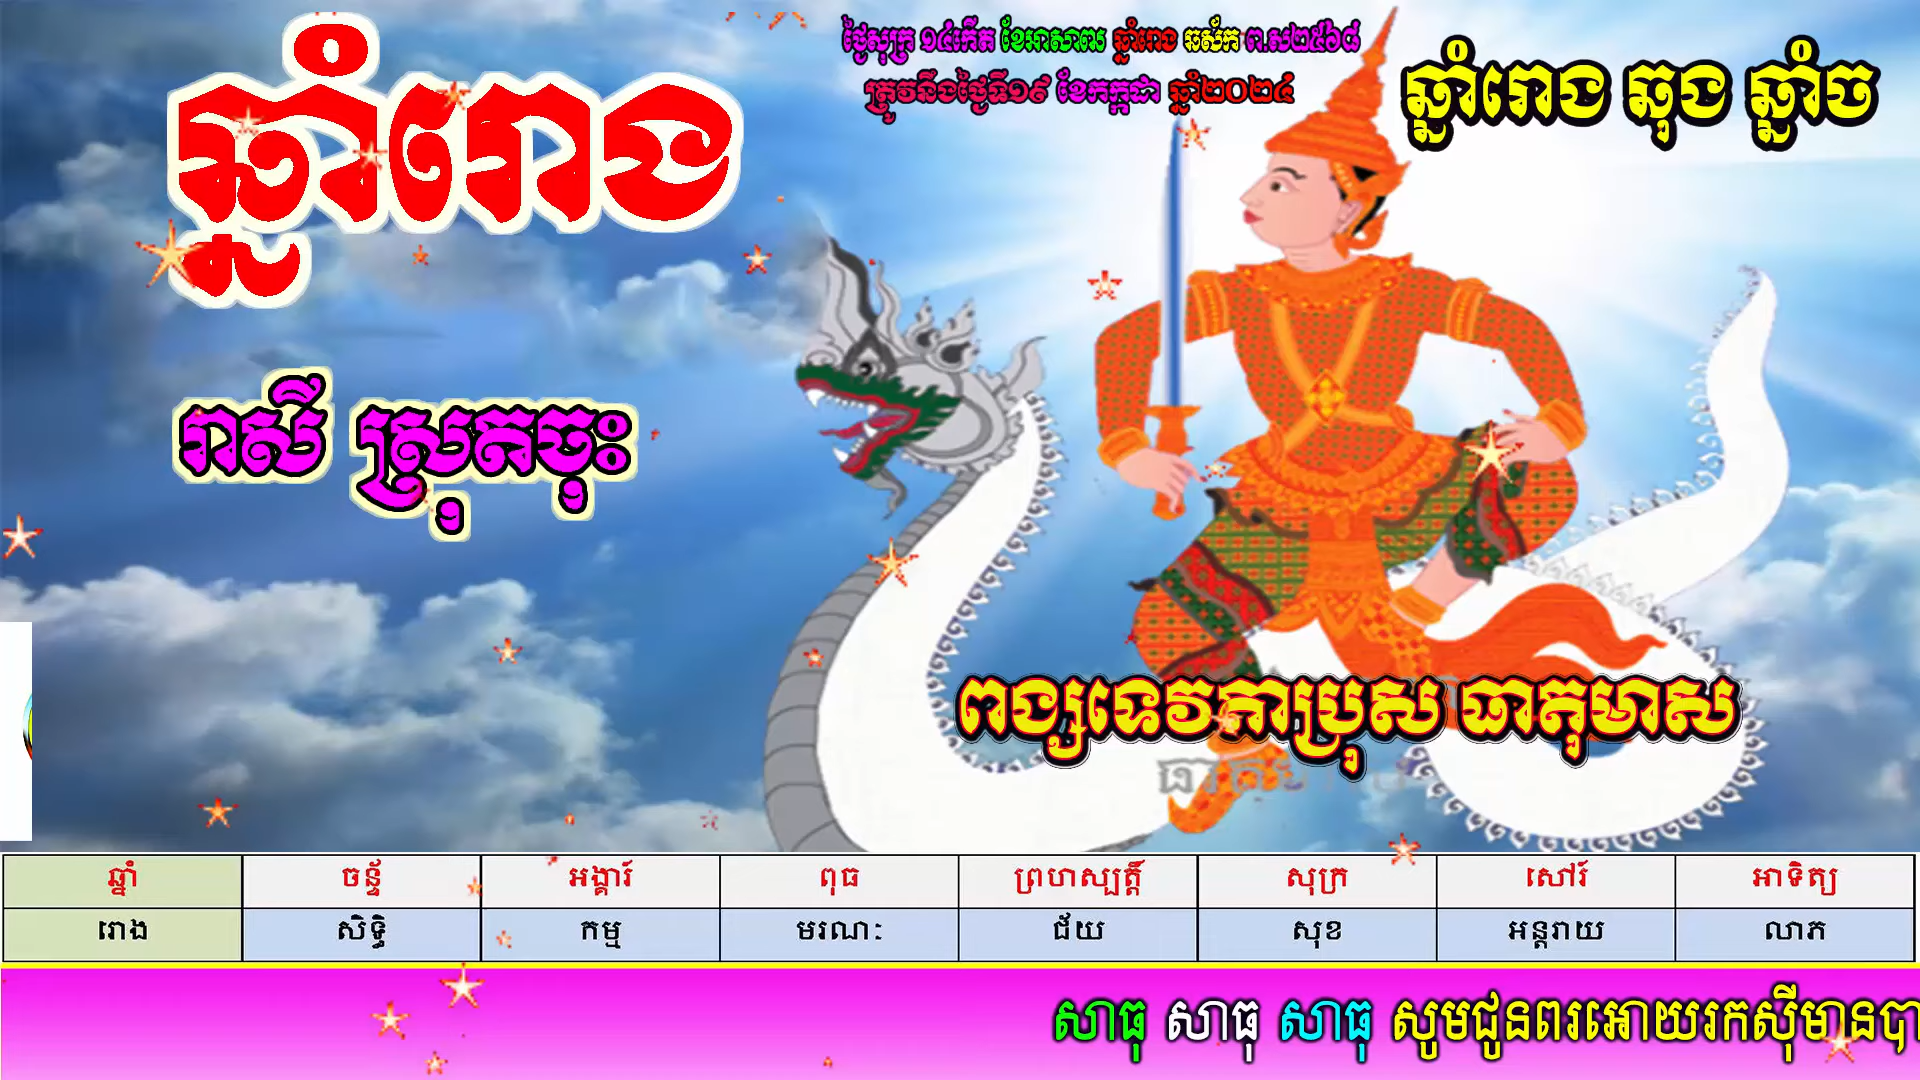 ថ្ងៃសុក្រ ១៤កើត ខែអាសាឍ ឆ្នាំរោង ឆស័ក ព.ស២៥៦៨
ត្រូវនឹងថ្ងៃទី១៩ ខែកក្កដា ឆ្នាំ២០២៤
ឆ្នាំរោង ឆុង ឆ្នាំច
ឆ្នាំរោង
រាសី ស្រុតចុះ
ពង្សទេវតាប្រុស ធាតុមាស
ឆ្នាំ ចន្ទ័ អង្គារ៍ ពុធ ព្រហស្បត្តិ៍ សុក្រ សៅរ៍ អាទិត្យ
រោង សិទ្ធិ កម្ម មរណៈ ជ័យ សុខ អន្តរាយ លាភ
សាធុ សាធុ សាធុ សូមជូនពរអោយរកស៊ីមានបា